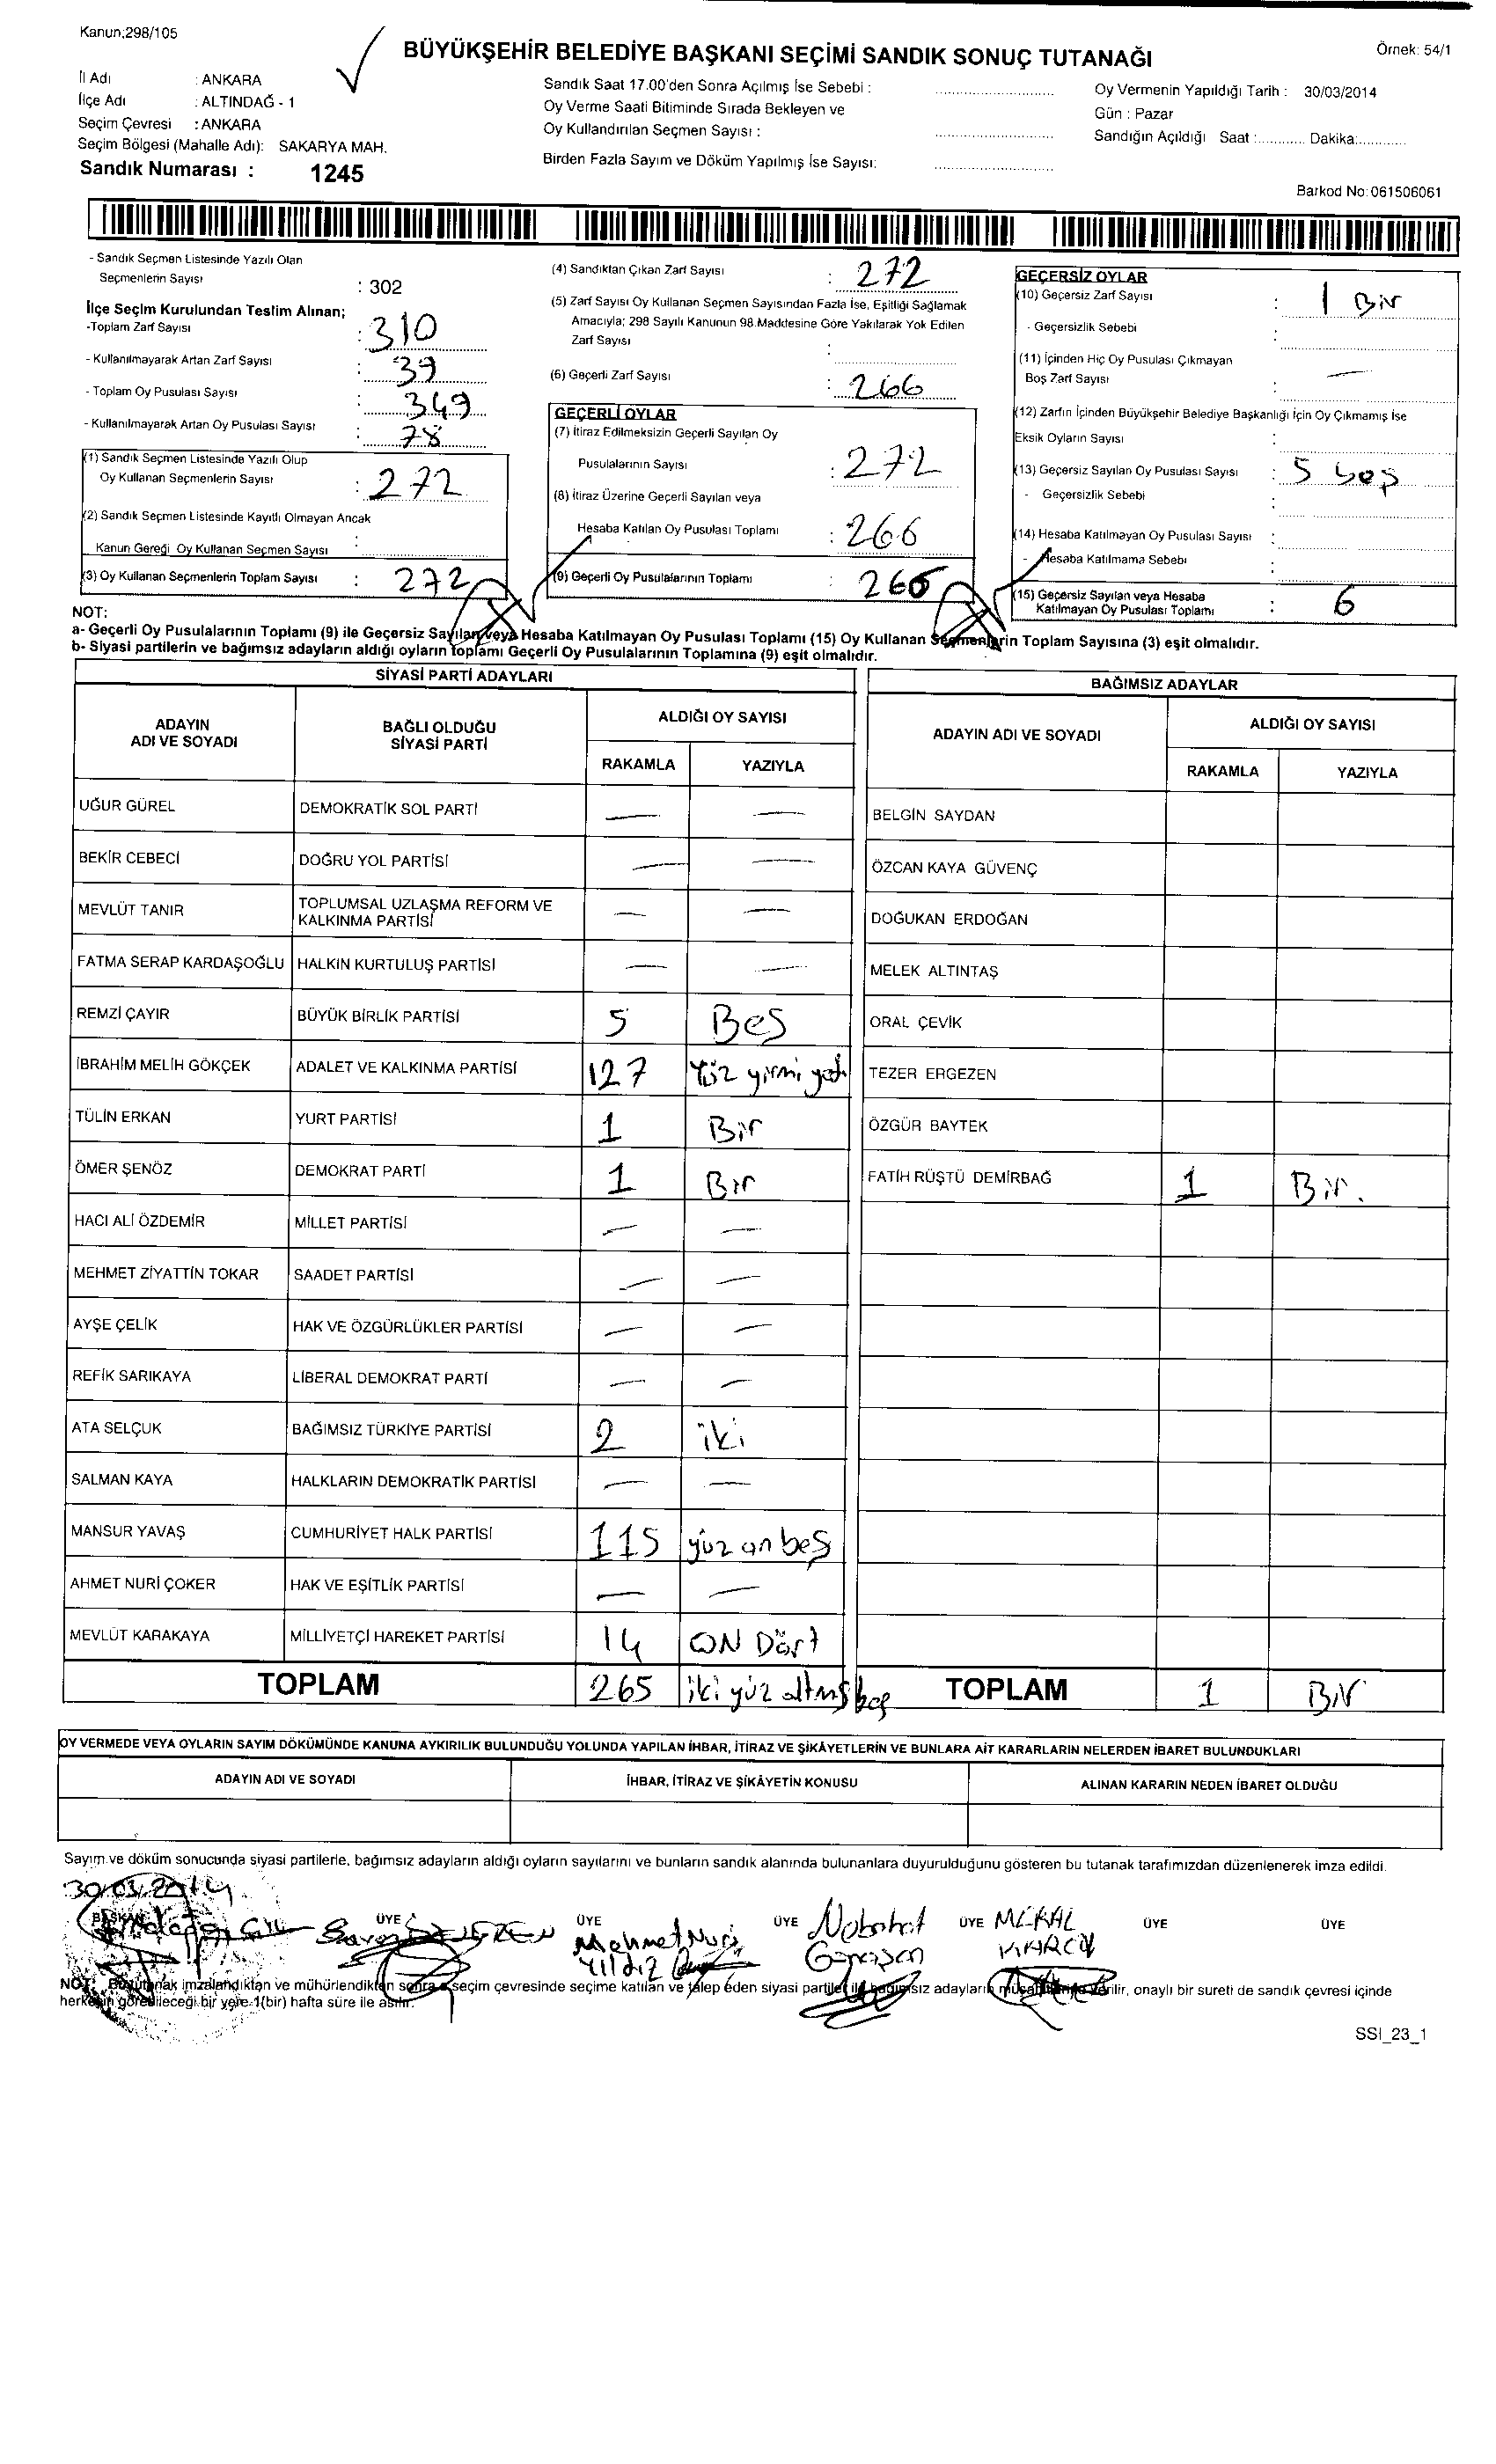 Kanun;298/105
BÜYÜKŞEHİR BELEDİYE BAŞKANI SEÇİMİ SANDIK SONUÇ TUTANAĞI
Örnek: 54/1
İl Adı : ANKARA
İlçe Adı : ALTINDAĞ - 1
Seçim Çevresi : ANKARA
Seçim Bölgesi (Mahalle Adı): SAKARYA MAH.
Sandık Numarası : 1245
Sandık Saat 17.00'den Sonra Açılmış İse Sebebi :
Oy Verme Saati Bitiminde Sırada Bekleyen ve
Oy Kullandırılan Seçmen Sayısı :
Birden Fazla Sayım ve Döküm Yapılmış İse Sayısı:
Oy Vermenin Yapıldığı Tarih : 30/03/2014
Gün : Pazar
Sandığın Açıldığı Saat :............ Dakika:............
Barkod No:061506061
- Sandık Seçmen Listesinde Yazılı Olan
Seçmenlerin Sayısı : 302
İlçe Seçim Kurulundan Teslim Alınan;
-Toplam Zarf Sayısı : 310
- Kullanılmayarak Artan Zarf Sayısı : 39
- Toplam Oy Pusulası Sayısı : 349
- Kullanılmayarak Artan Oy Pusulası Sayısı : 78
(1) Sandık Seçmen Listesinde Yazılı Olup
Oy Kullanan Seçmenlerin Sayısı : 272
(2) Sandık Seçmen Listesinde Kayıtlı Olmayan Ancak
Kanun Gereği Oy Kullanan Seçmen Sayısı :
(3) Oy Kullanan Seçmenlerin Toplam Sayısı : 272
(4) Sandıktan Çıkan Zarf Sayısı : 272
(5) Zarf Sayısı Oy Kullanan Seçmen Sayısından Fazla İse, Eşitliği Sağlamak
Amacıyla; 298 Sayılı Kanunun 98.Maddesine Göre Yakılarak Yok Edilen
Zarf Sayısı :
(6) Geçerli Zarf Sayısı : 266
GEÇERLİ OYLAR
(7) İtiraz Edilmeksizin Geçerli Sayılan Oy
Pusulalarının Sayısı : 272
(8) İtiraz Üzerine Geçerli Sayılan veya
Hesaba Katılan Oy Pusulası Toplamı : 266
(9) Geçerli Oy Pusulalarının Toplamı : 266
GEÇERSİZ OYLAR
(10) Geçersiz Zarf Sayısı : 1 Bir
- Geçersizlik Sebebi :
(11) İçinden Hiç Oy Pusulası Çıkmayan
Boş Zarf Sayısı : —
(12) Zarfın İçinden Büyükşehir Belediye Başkanlığı İçin Oy Çıkmamış İse
Eksik Oyların Sayısı :
(13) Geçersiz Sayılan Oy Pusulası Sayısı : 5 beş
- Geçersizlik Sebebi :
(14) Hesaba Katılmayan Oy Pusulası Sayısı :
- Hesaba Katılmama Sebebi :
(15) Geçersiz Sayılan veya Hesaba
Katılmayan Oy Pusulası Toplamı : 6
NOT:
a- Geçerli Oy Pusulalarının Toplamı (9) ile Geçersiz Sayılan veya Hesaba Katılmayan Oy Pusulası Toplamı (15) Oy Kullanan Seçmenlerin Toplam Sayısına (3) eşit olmalıdır.
b- Siyasi partilerin ve bağımsız adayların aldığı oyların toplamı Geçerli Oy Pusulalarının Toplamına (9) eşit olmalıdır.
SİYASİ PARTİ ADAYLARI
ADAYIN ADI VE SOYADI
BAĞLI OLDUĞU SİYASİ PARTİ
ALDIĞI OY SAYISI
RAKAMLA YAZIYLA
UĞUR GÜREL DEMOKRATİK SOL PARTİ — —
BEKİR CEBECİ DOĞRU YOL PARTİSİ — —
MEVLÜT TANIR TOPLUMSAL UZLAŞMA REFORM VE KALKINMA PARTİSİ — —
FATMA SERAP KARDAŞOĞLU HALKIN KURTULUŞ PARTİSİ — —
REMZİ ÇAYIR BÜYÜK BİRLİK PARTİSİ 5 Beş
İBRAHİM MELİH GÖKÇEK ADALET VE KALKINMA PARTİSİ 127 Yüz yirmi yedi
TÜLİN ERKAN YURT PARTİSİ 1 Bir
ÖMER ŞENÖZ DEMOKRAT PARTİ 1 Bir
HACI ALİ ÖZDEMİR MİLLET PARTİSİ — —
MEHMET ZİYATTİN TOKAR SAADET PARTİSİ — —
AYŞE ÇELİK HAK VE ÖZGÜRLÜKLER PARTİSİ — —
REFİK SARIKAYA LİBERAL DEMOKRAT PARTİ — —
ATA SELÇUK BAĞIMSIZ TÜRKİYE PARTİSİ 2 iki
SALMAN KAYA HALKLARIN DEMOKRATİK PARTİSİ — —
MANSUR YAVAŞ CUMHURİYET HALK PARTİSİ 115 yüz on beş
AHMET NURİ ÇOKER HAK VE EŞİTLİK PARTİSİ — —
MEVLÜT KARAKAYA MİLLİYETÇİ HAREKET PARTİSİ 14 ON Dört
TOPLAM 265 iki yüz altmış beş
BAĞIMSIZ ADAYLAR
ADAYIN ADI VE SOYADI
ALDIĞI OY SAYISI
RAKAMLA YAZIYLA
BELGİN SAYDAN
ÖZCAN KAYA GÜVENÇ
DOĞUKAN ERDOĞAN
MELEK ALTINTAŞ
ORAL ÇEVİK
TEZER ERGEZEN
ÖZGÜR BAYTEK
FATİH RÜŞTÜ DEMİRBAĞ 1 Bir.
TOPLAM 1 Bir
OY VERMEDE VEYA OYLARIN SAYIM DÖKÜMÜNDE KANUNA AYKIRILIK BULUNDUĞU YOLUNDA YAPILAN İHBAR, İTİRAZ VE ŞİKÂYETLERİN VE BUNLARA AİT KARARLARIN NELERDEN İBARET BULUNDUKLARI
ADAYIN ADI VE SOYADI İHBAR, İTİRAZ VE ŞİKÂYETİN KONUSU ALINAN KARARIN NEDEN İBARET OLDUĞU
Sayım ve döküm sonucunda siyasi partilerle, bağımsız adayların aldığı oyların sayılarını ve bunların sandık alanında bulunanlara duyurulduğunu gösteren bu tutanak tarafımızdan düzenlenerek imza edildi.
30/03/2014
BAŞKAN ÜYE ÜYE ÜYE ÜYE ÜYE ÜYE
Mehmet Nuri
Yıldız
NOT: Bu tutanak imzalandıktan ve mühürlendikten sonra seçim çevresinde seçime katılan ve talep eden siyasi partiler ile bağımsız adayların müşahitlerine verilir, onaylı bir sureti de sandık çevresi içinde
herkesin görebileceği bir yere 1(bir) hafta süre ile asılır.
SSI_23_1